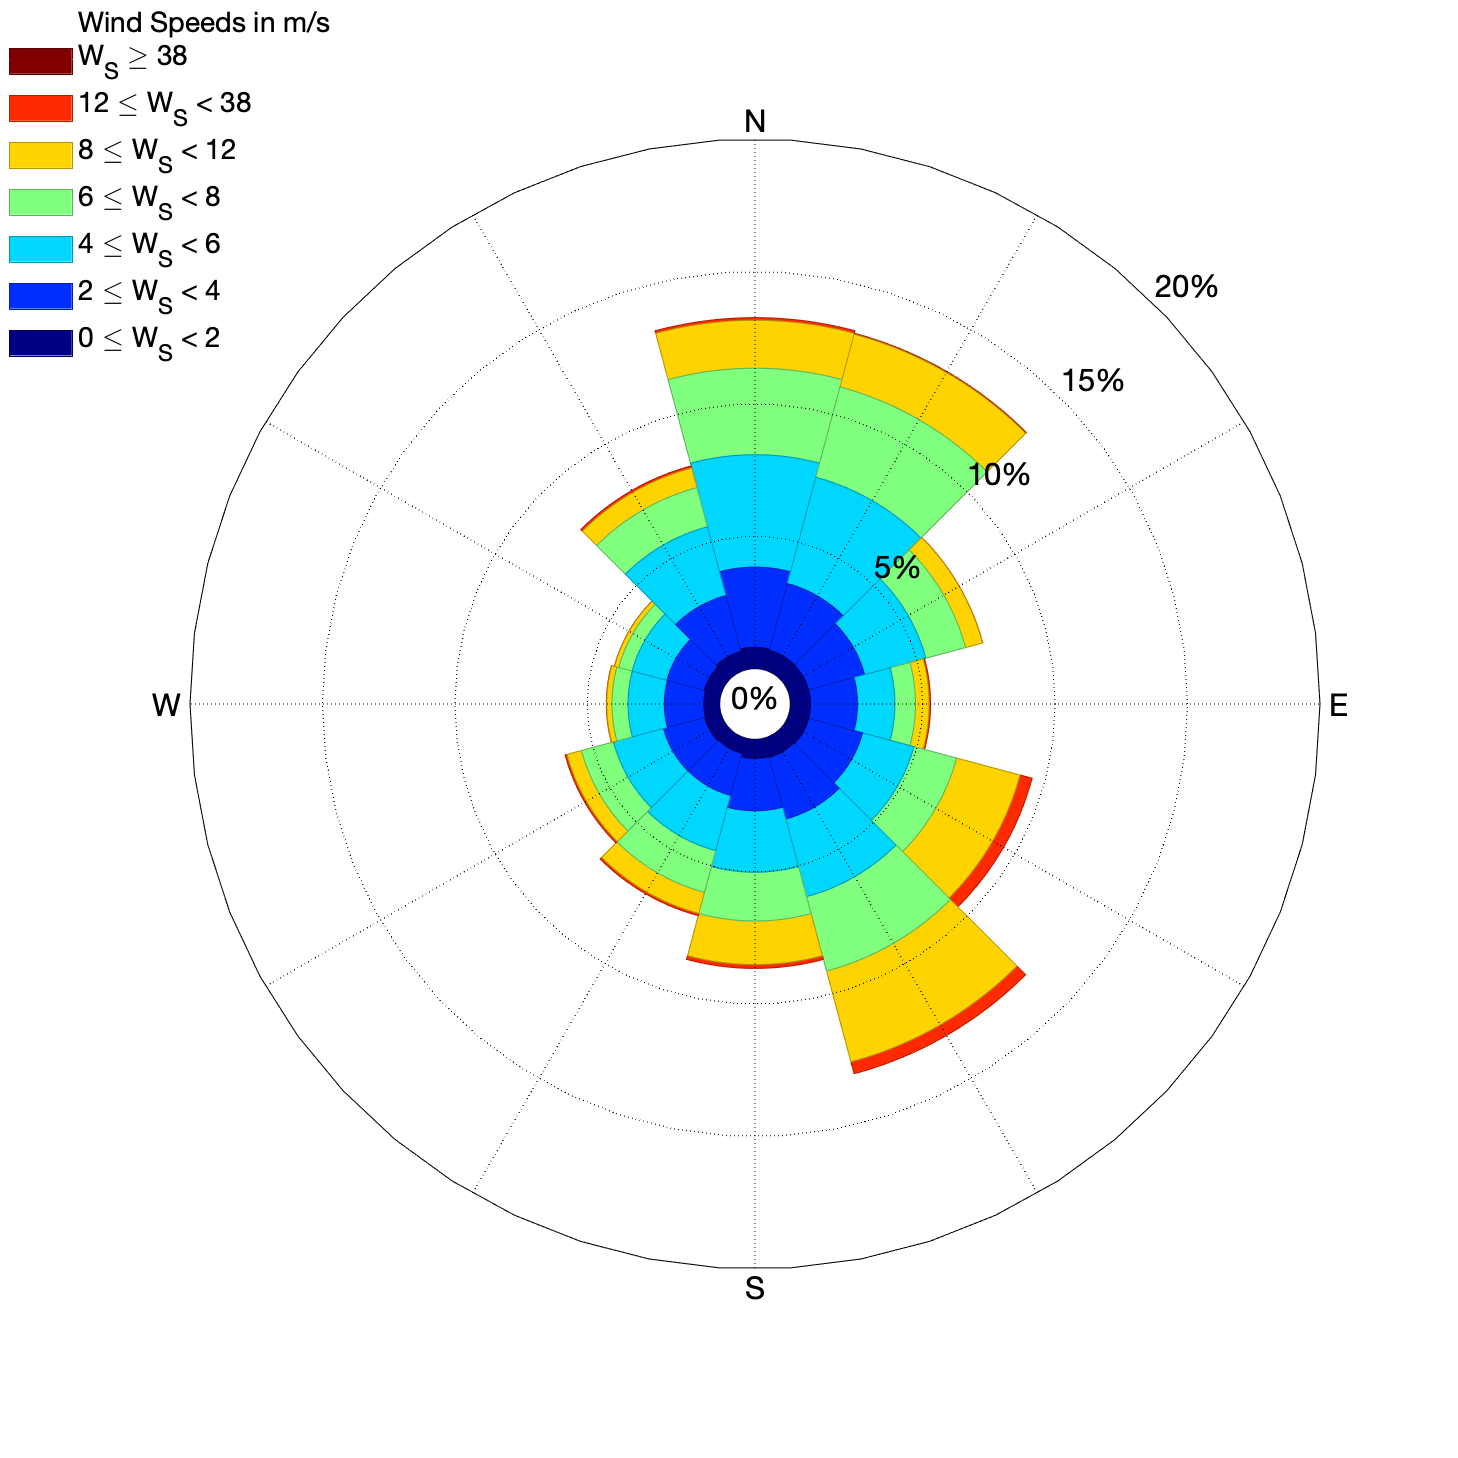 Wind Speeds in m/s
W_S ≥ 38
12 ≤ W_S < 38
8 ≤ W_S < 12
6 ≤ W_S < 8
4 ≤ W_S < 6
2 ≤ W_S < 4
0 ≤ W_S < 2
N
20%
15%
10%
5%
0%
W
E
S